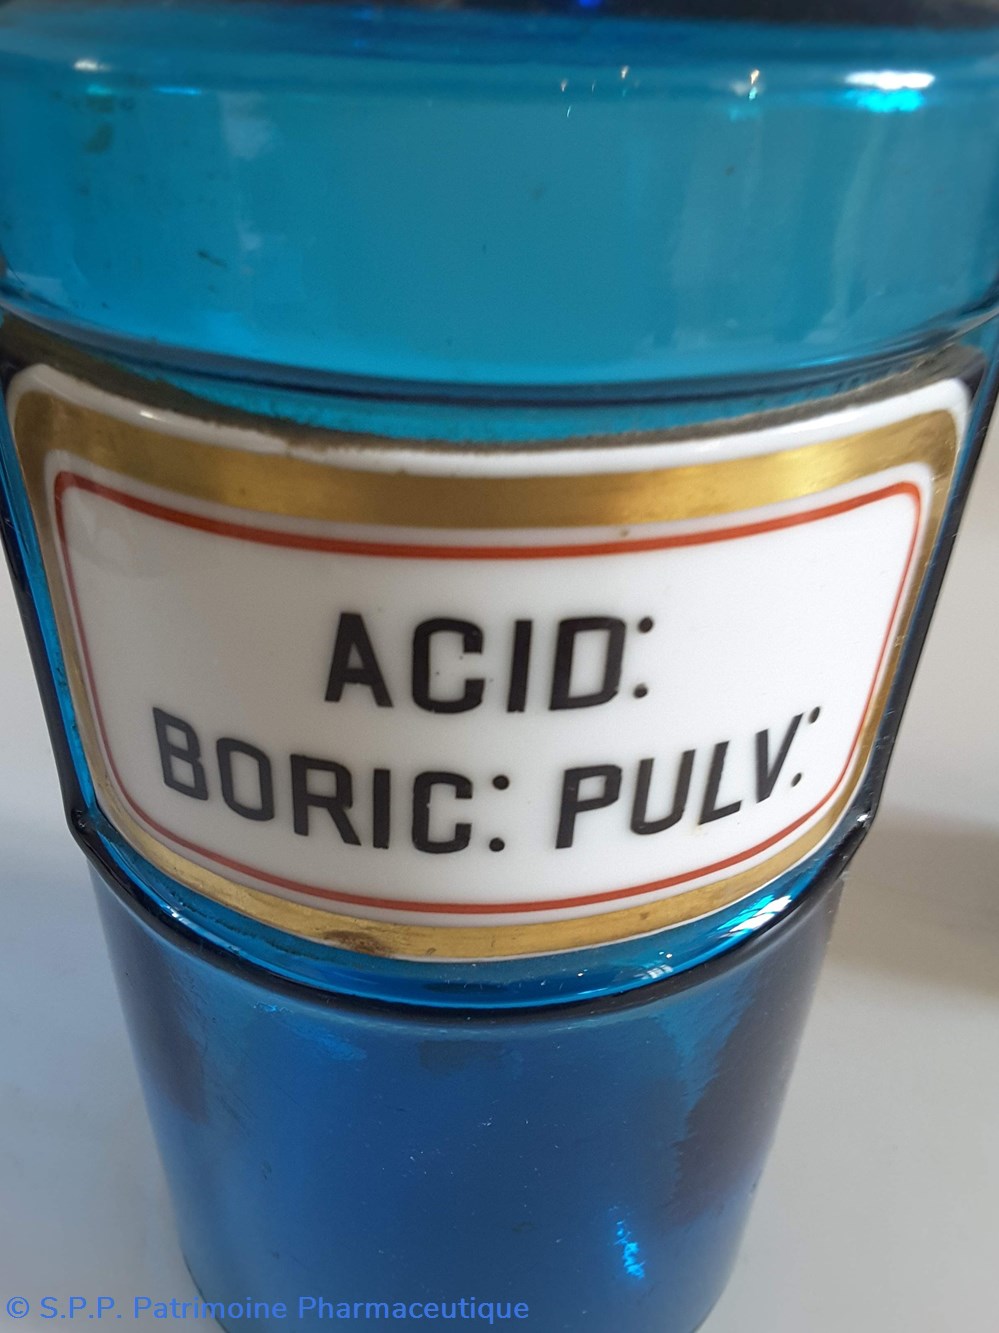 ACID:
BORIC: PULV:
© S.P.P. Patrimoine Pharmaceutique